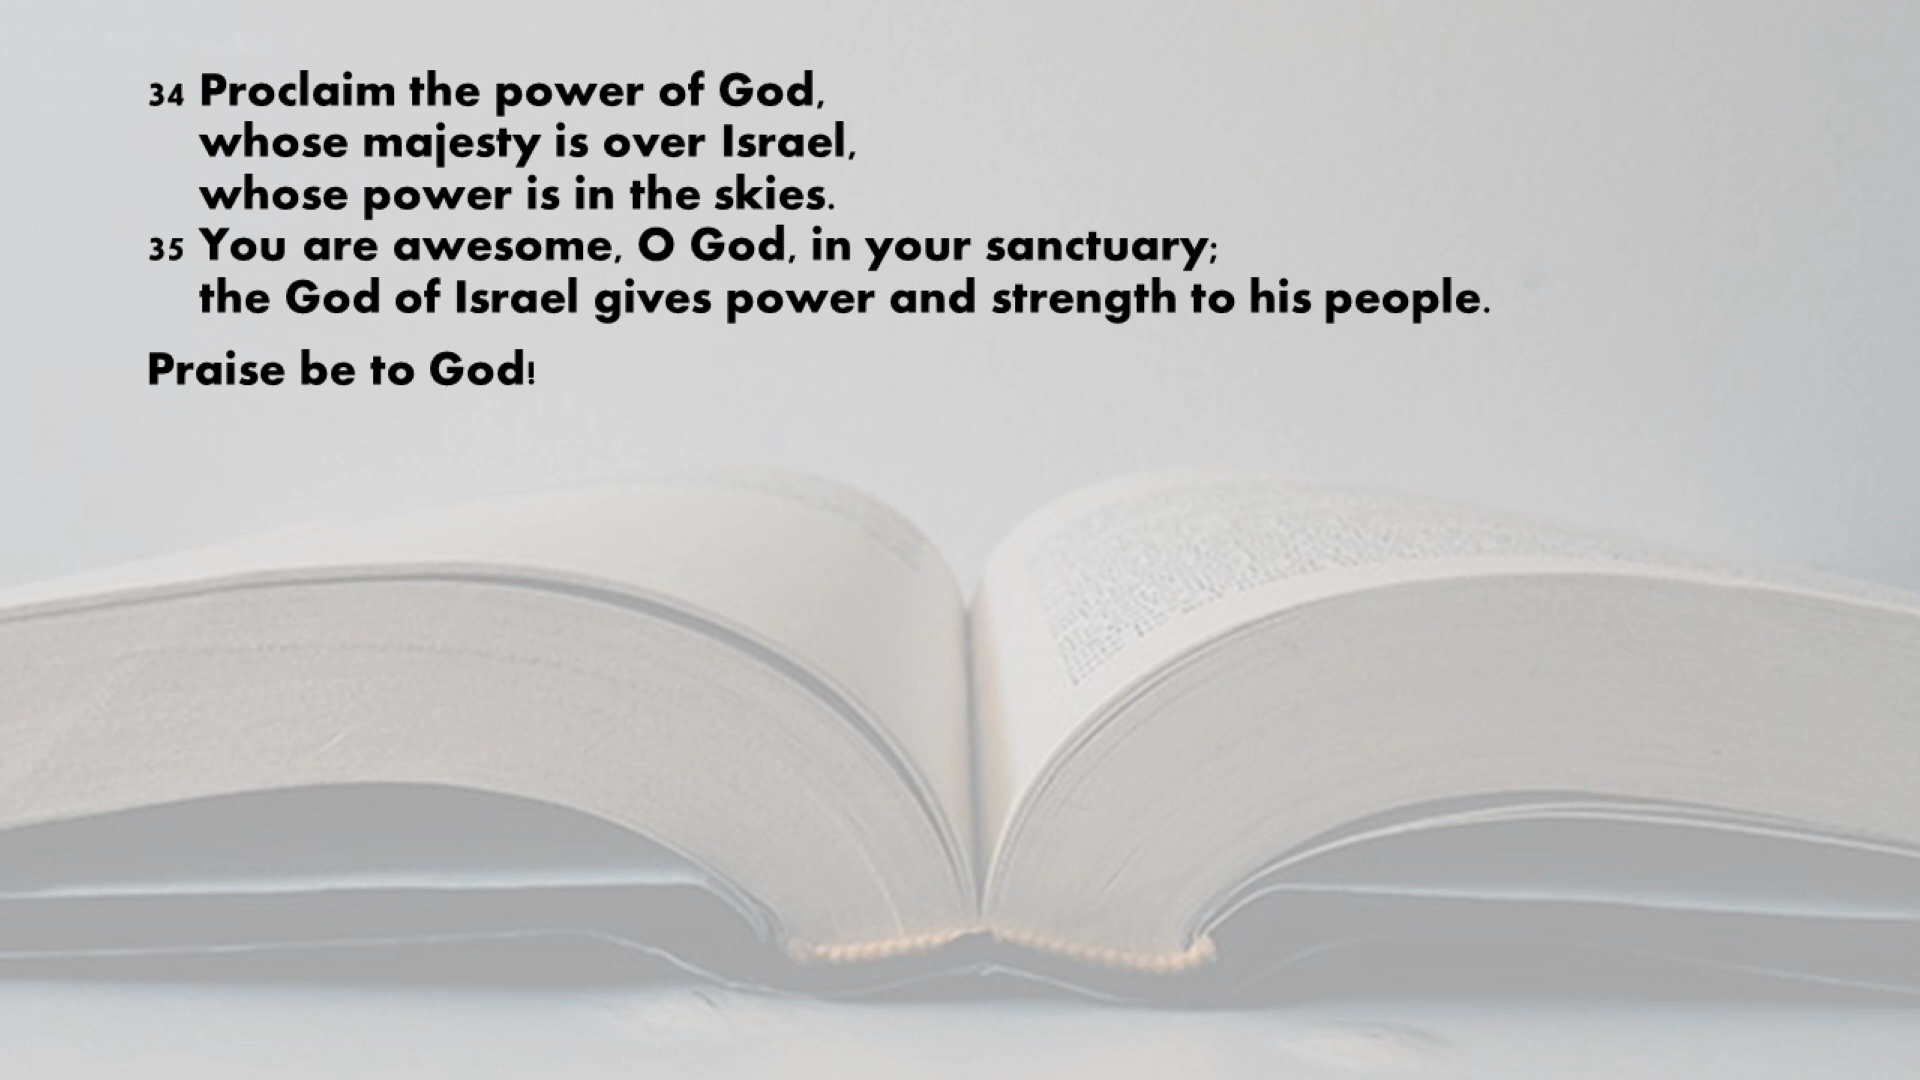 34 Proclaim the power of God,
whose majesty is over Israel,
whose power is in the skies.
35 You are awesome, O God, in your sanctuary;
the God of Israel gives power and strength to his people.
Praise be to God!